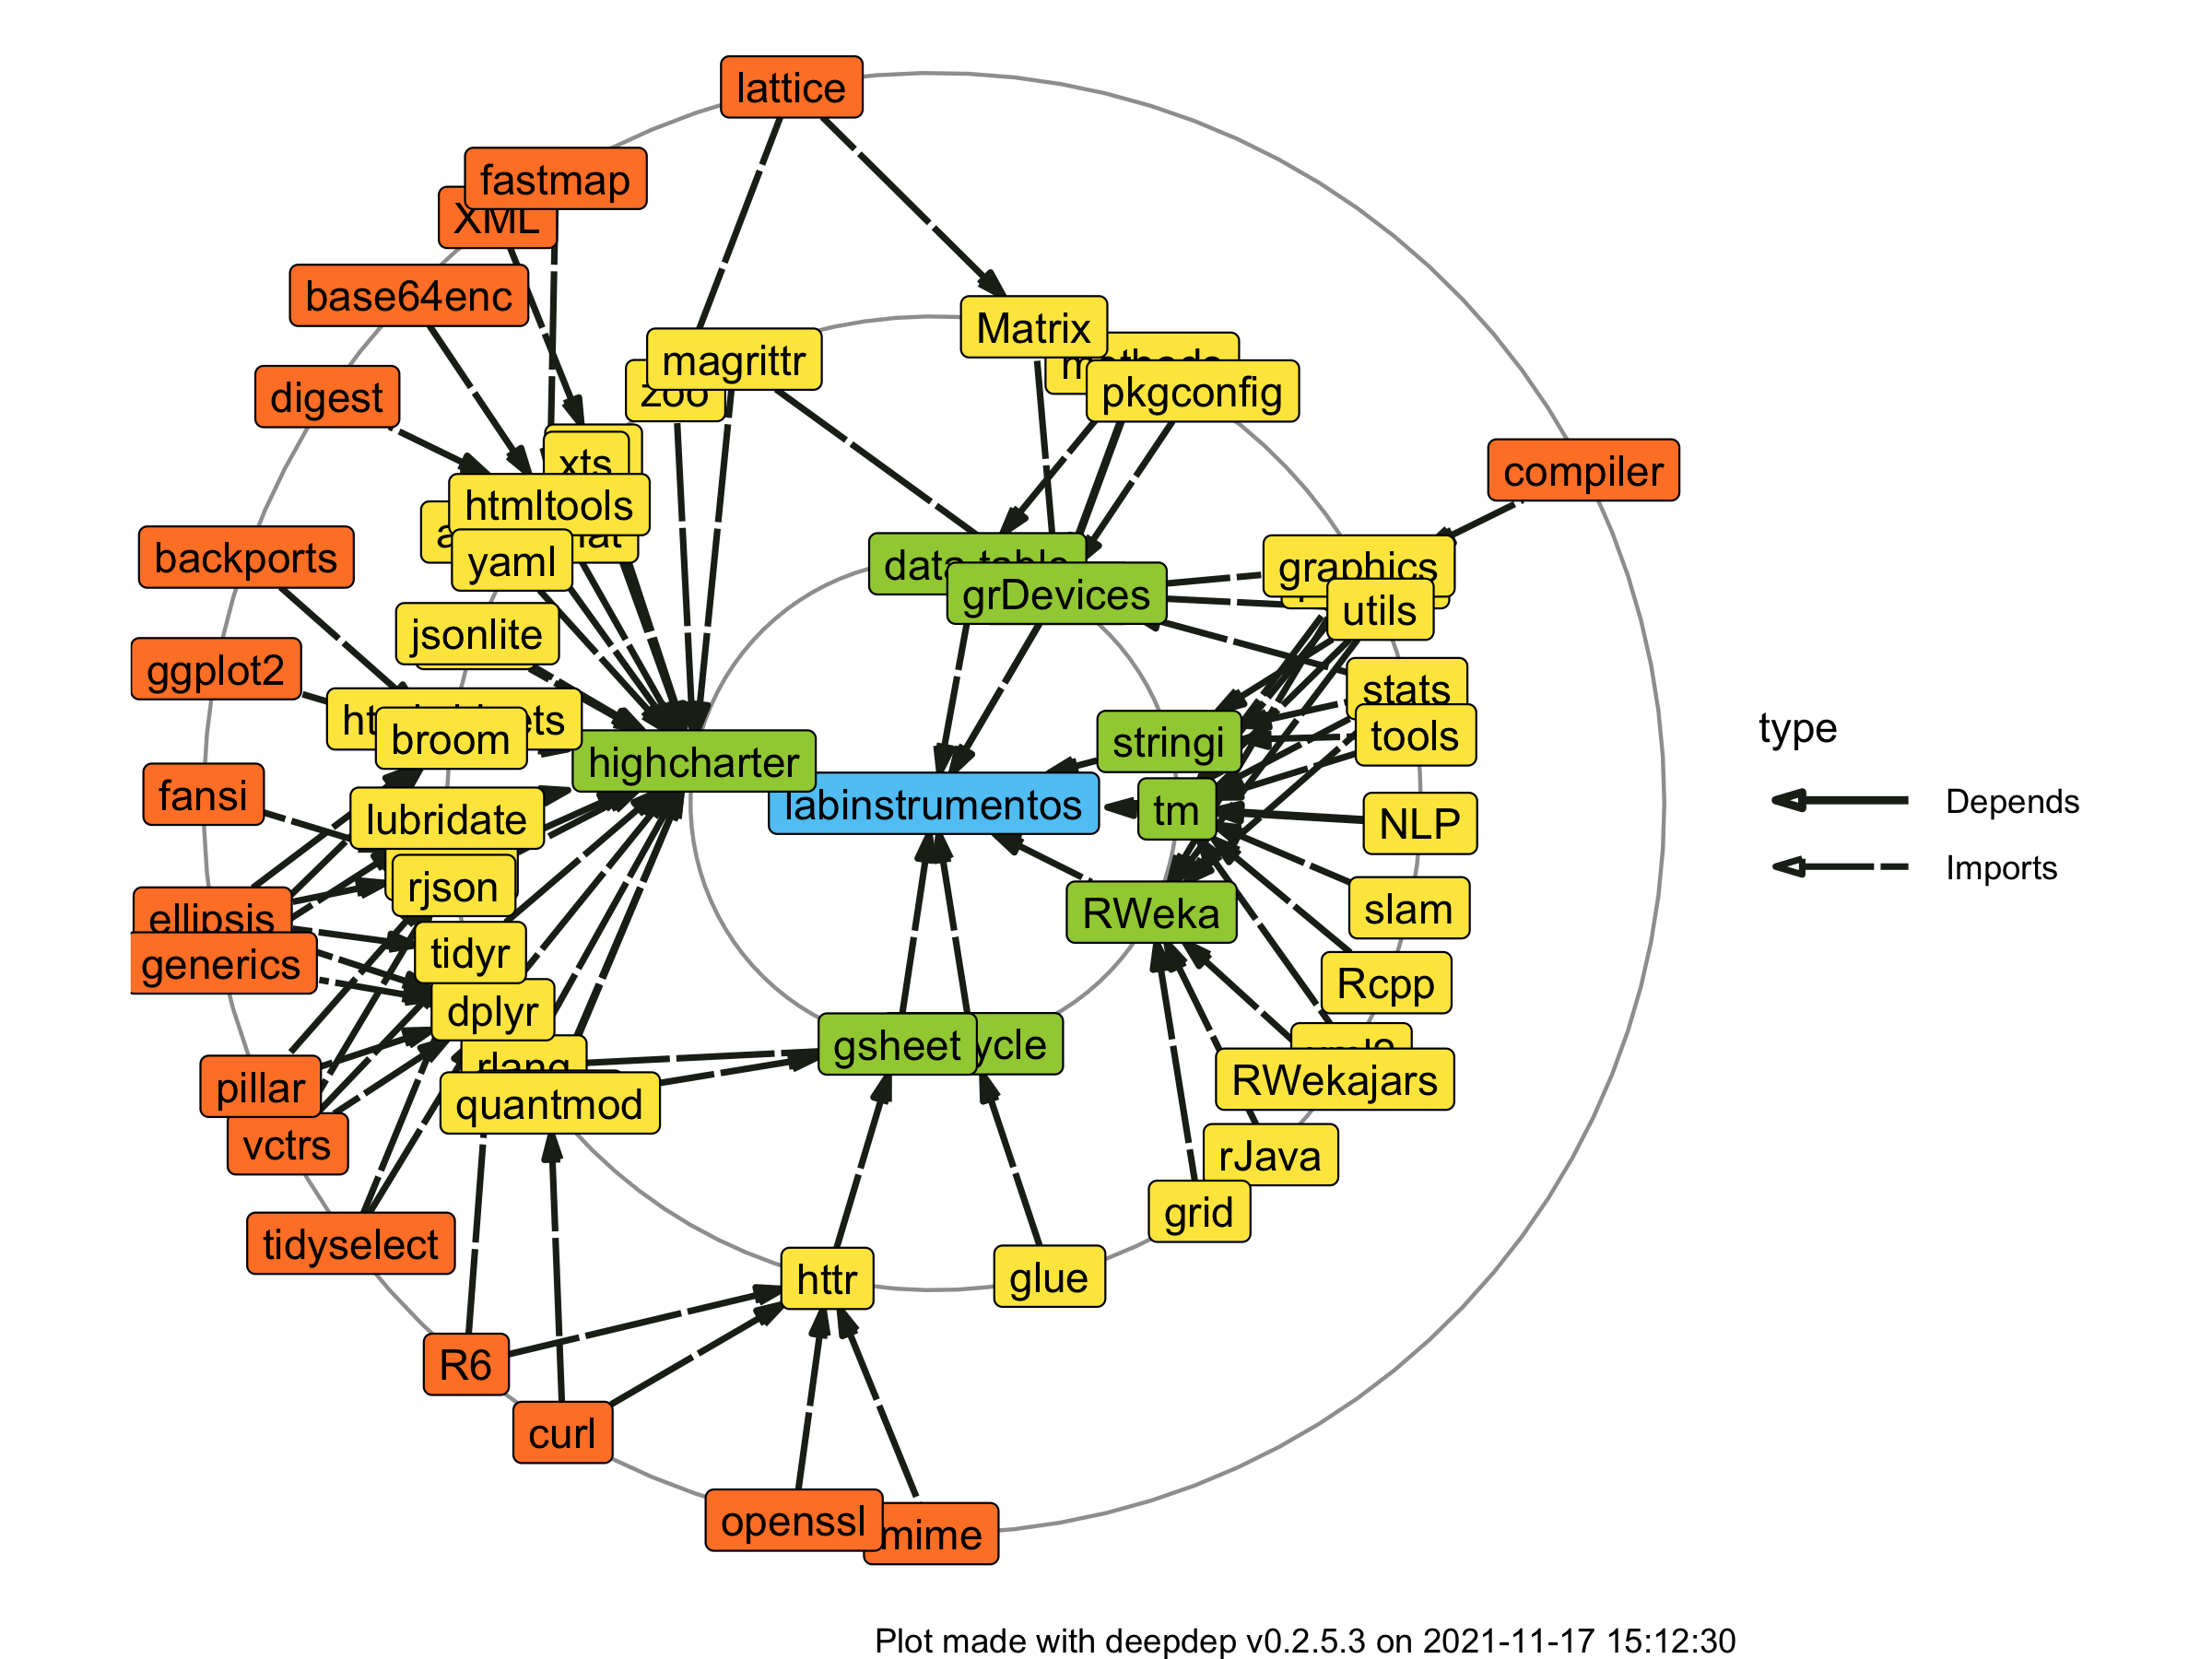 lattice
fastmap
XML
base64enc
Matrix
magrittr
pkgconfig
zoo
digest
xts
compiler
htmltools
backports
yaml
graphics
grDevices
utils
jsonlite
ggplot2
stats
type
broom
stringi
tools
highcharter
fansi
labinstrumentos
tm
Depends
lubridate
NLP
Imports
rjson
ellipsis
RWeka
slam
tidyr
generics
Rcpp
dplyr
gsheet
rlang
pillar
RWekajars
quantmod
vctrs
rJava
grid
tidyselect
httr
glue
R6
curl
openssl
mime
Plot made with deepdep v0.2.5.3 on 2021-11-17 15:12:30